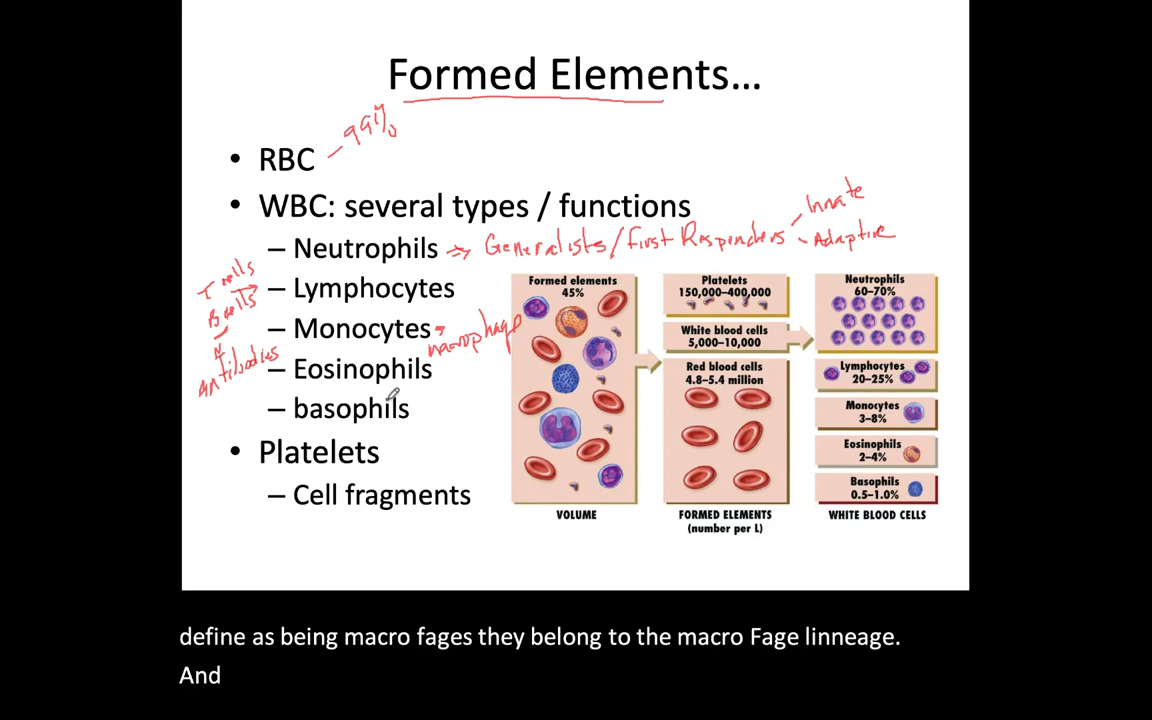 Formed Elements...
• RBC – 99%
• WBC: several types / functions
– Neutrophils → Generalists / First Responders - Innate - Adaptive
T cells
B cells → – Lymphocytes
– Monocytes → macrophage
Antibodies
– Eosinophils
– basophils
• Platelets
– Cell fragments
Formed elements
45%
VOLUME
Platelets
150,000–400,000
White blood cells
5,000–10,000
Red blood cells
4.8–5.4 million
FORMED ELEMENTS
(number per L)
Neutrophils
60–70%
Lymphocytes
20–25%
Monocytes
3–8%
Eosinophils
2–4%
Basophils
0.5–1.0%
WHITE BLOOD CELLS
define as being macro fages they belong to the macro Fage linneage.
And